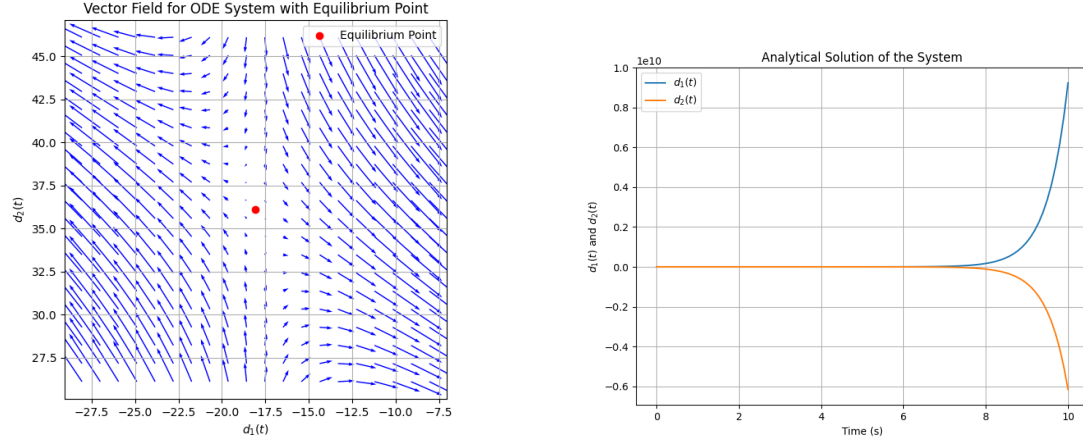 Vector Field for ODE System with Equilibrium Point
Equilibrium Point
45.0
42.5
40.0
37.5
35.0
32.5
30.0
27.5
d₂(t)
−27.5 −25.0 −22.5 −20.0 −17.5 −15.0 −12.5 −10.0 −7.5
d₁(t)
Analytical Solution of the System
1e10
d₁(t)
d₂(t)
1.0
0.8
0.6
0.4
0.2
0.0
−0.2
−0.4
−0.6
d₁(t) and d₂(t)
0 2 4 6 8 10
Time (s)